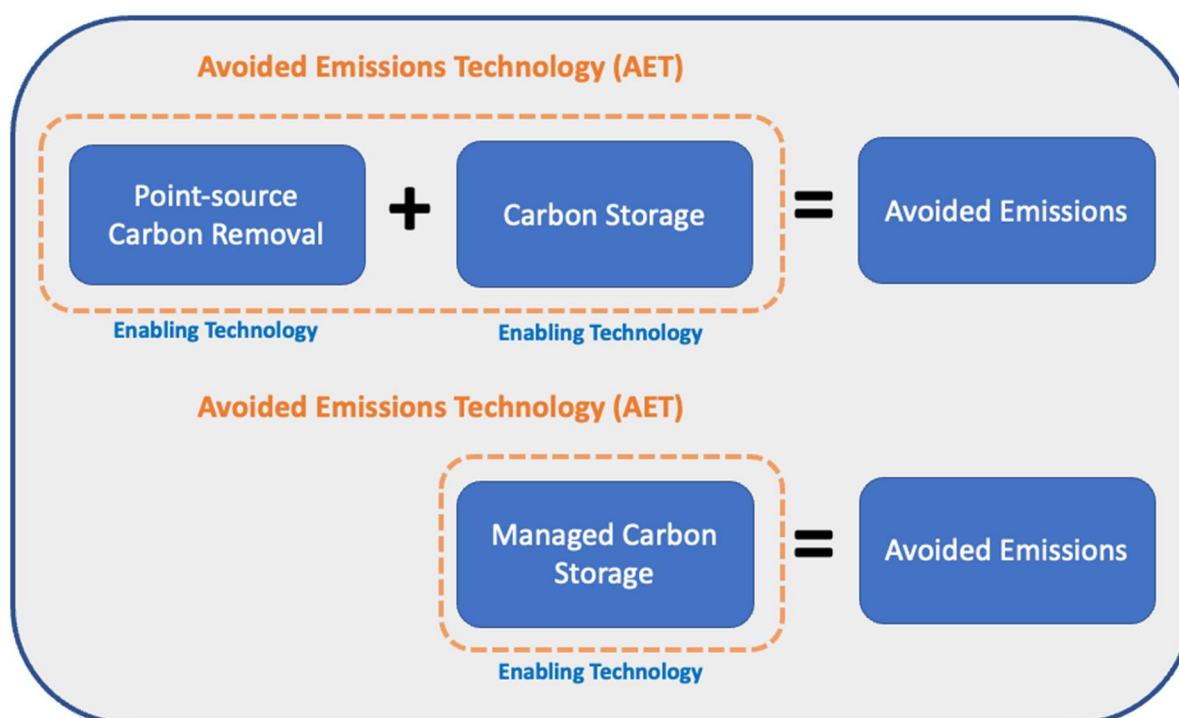 Avoided Emissions Technology (AET)
Point-source
Carbon Removal
+
Carbon Storage
=
Avoided Emissions
Enabling Technology
Enabling Technology
Avoided Emissions Technology (AET)
Managed Carbon
Storage
=
Avoided Emissions
Enabling Technology